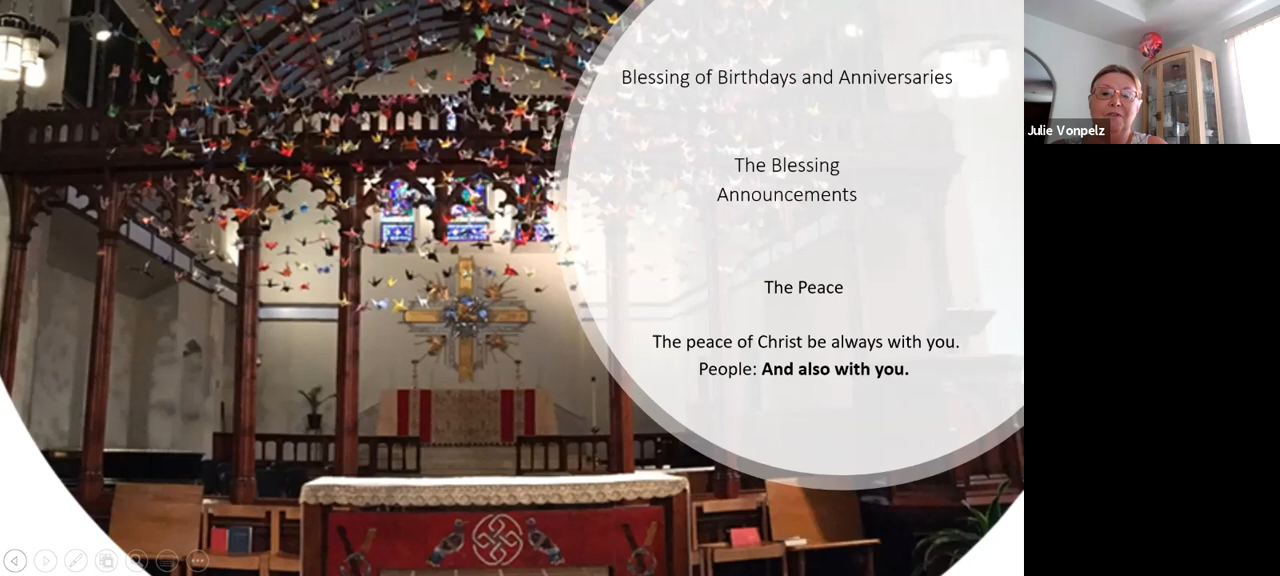 Blessing of Birthdays and Anniversaries
The Blessing
Announcements
The Peace
The peace of Christ be always with you.
People: And also with you.
Julie Vonpelz